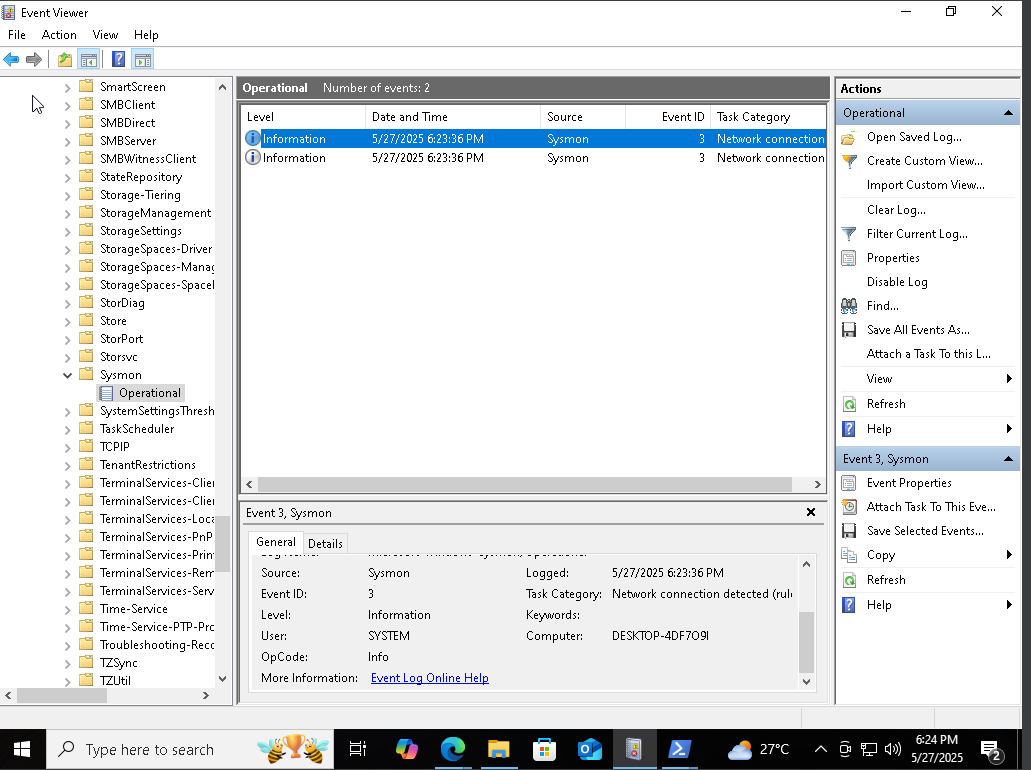 Event Viewer
File Action View Help
SmartScreen
SMBClient
SMBDirect
SMBServer
SMBWitnessClient
StateRepository
Storage-Tiering
StorageManagement
StorageSettings
StorageSpaces-Driver
StorageSpaces-Manag
StorageSpaces-Spacel
StorDiag
Store
StorPort
Storsvc
Sysmon
Operational
SystemSettingsThresh
TaskScheduler
TCPIP
TenantRestrictions
TerminalServices-Clier
TerminalServices-Clier
TerminalServices-Loca
TerminalServices-PnP
TerminalServices-Prin
TerminalServices-Rem
TerminalServices-Serv
Time-Service
Time-Service-PTP-Pro
Troubleshooting-Reco
TZSync
TZUtil
Operational Number of events: 2
Level Date and Time Source Event ID Task Category
Information 5/27/2025 6:23:36 PM Sysmon 3 Network connection
Information 5/27/2025 6:23:36 PM Sysmon 3 Network connection
Event 3, Sysmon
General Details
Source: Sysmon Logged: 5/27/2025 6:23:36 PM
Event ID: 3 Task Category: Network connection detected (rule
Level: Information Keywords:
User: SYSTEM Computer: DESKTOP-4DF7O9I
OpCode: Info
More Information: Event Log Online Help
Actions
Operational
Open Saved Log...
Create Custom View...
Import Custom View...
Clear Log...
Filter Current Log...
Properties
Disable Log
Find...
Save All Events As...
Attach a Task To this L...
View
Refresh
Help
Event 3, Sysmon
Event Properties
Attach Task To This Eve...
Save Selected Events...
Copy
Refresh
Help
Type here to search
27°C
6:24 PM
5/27/2025
2